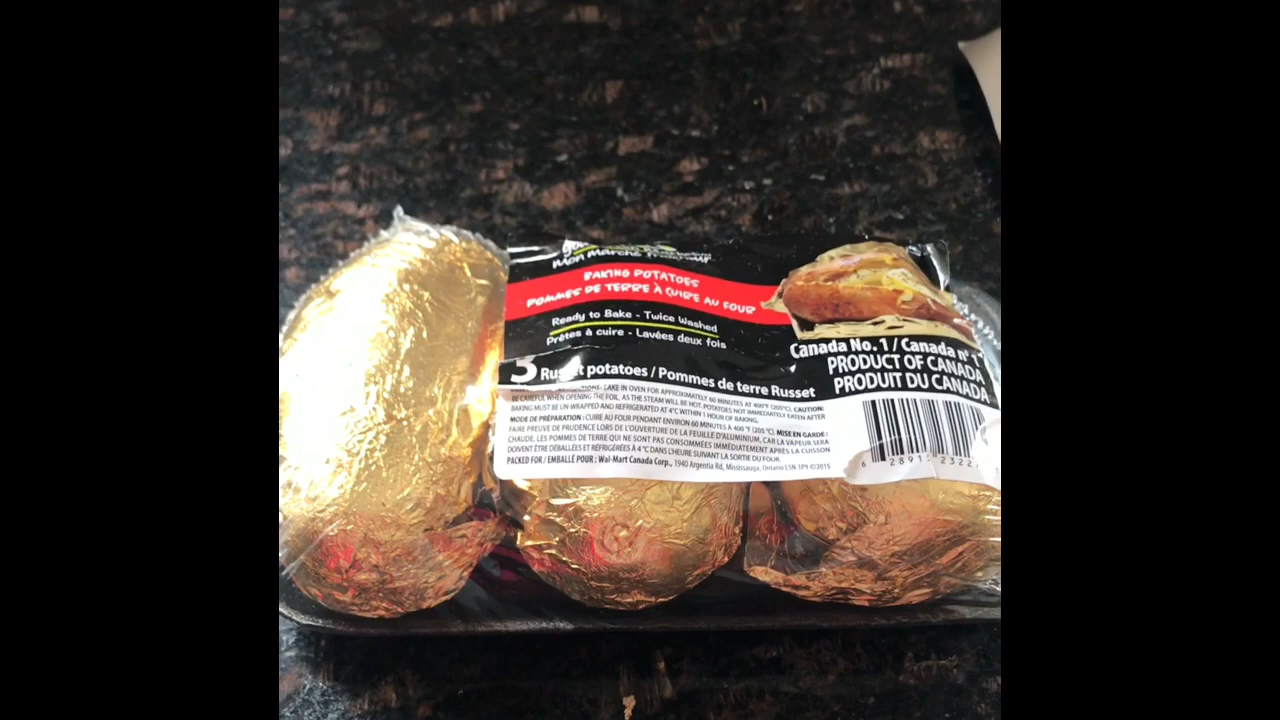 Mon Marché Fraîcheur
BAKING POTATOES
POMMES DE TERRE À CUIRE AU FOUR
Ready to Bake - Twice Washed
Prêtes à cuire - Lavées deux fois
3 Russet potatoes / Pommes de terre Russet
Canada No. 1 / Canada n° 1
PRODUCT OF CANADA
PRODUIT DU CANADA
BAKE IN OVEN FOR APPROXIMATELY 60 MINUTES AT 400°F (205°C). CAUTION:
BE CAREFUL WHEN OPENING THE FOIL, AS THE STEAM WILL BE HOT. POTATOES NOT IMMEDIATELY EATEN AFTER
BAKING MUST BE UN-WRAPPED AND REFRIGERATED AT 4°C WITHIN 1 HOUR OF BAKING.
MODE DE PRÉPARATION : CUIRE AU FOUR PENDANT ENVIRON 60 MINUTES À 400 °F (205 °C). MISE EN GARDE :
FAIRE PREUVE DE PRUDENCE LORS DE L'OUVERTURE DE LA FEUILLE D'ALUMINIUM, CAR LA VAPEUR SERA
CHAUDE. LES POMMES DE TERRE QUI NE SONT PAS CONSOMMÉES IMMÉDIATEMENT APRÈS LA CUISSON
DOIVENT ÊTRE DÉBALLÉES ET RÉFRIGÉRÉES À 4 °C DANS L'HEURE SUIVANT LA SORTIE DU FOUR.
PACKED FOR / EMBALLÉ POUR : Wal-Mart Canada Corp., 1940 Argentia Rd, Mississauga, Ontario L5N 1P9 ©2015
6 28915 2322